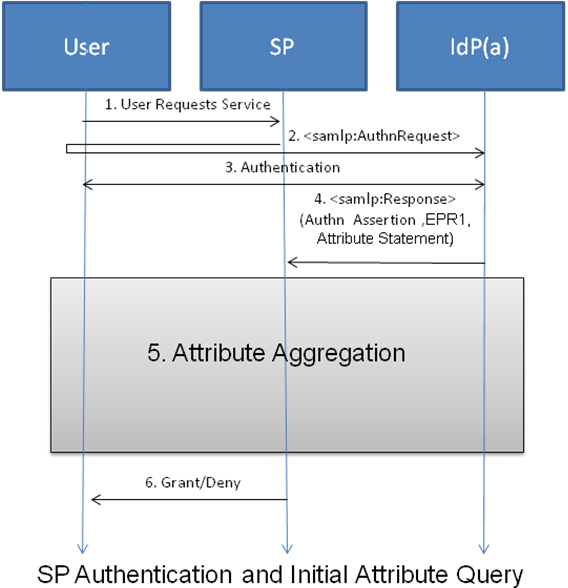 User
SP
IdP(a)
1. User Requests Service
2. <samlp:AuthnRequest>
3. Authentication
4. <samlp:Response>
(Authn Assertion ,EPR1,
Attribute Statement)
5. Attribute Aggregation
6. Grant/Deny
SP Authentication and Initial Attribute Query